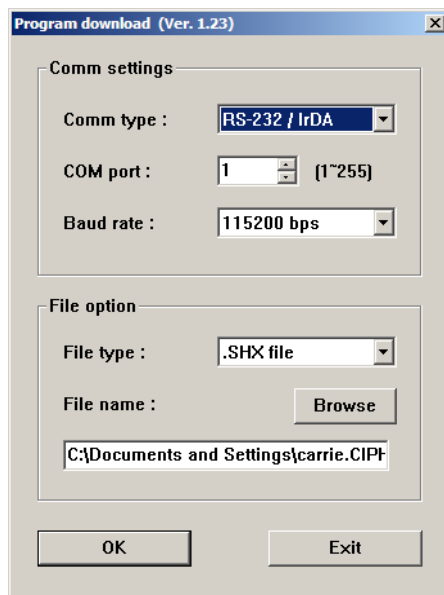 Program download (Ver. 1.23)
Comm settings
Comm type : RS-232 / IrDA
COM port : 1 (1~255)
Baud rate : 115200 bps
File option
File type : .SHX file
File name : Browse
C:\Documents and Settings\carrie.CIPH
OK Exit